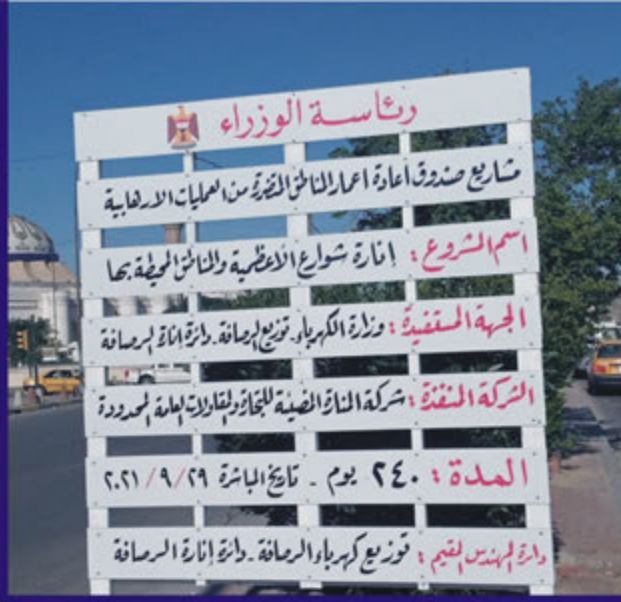 رئاسة الوزراء
مشاريع صندوق أعادة اعمار المناطق المتضررة من العمليات الارهابية
اسم المشروع : إنارة شوارع الأعظمية والمناطق المحيطة بها
الجهة المستفيدة : وزارة الكهرباء . توزيع الرصافة . دائرة انارة الرصافة
الشركة المنفذة : شركة المنارة المضيئة للتجارة والمقاولات العامة المحدودة
المدة : ٢٤٠ يوم - تاريخ المباشرة ٢٩ / ٩ / ٢٠٢١
دائرة المهندس المقيم : توزيع كهرباء الرصافة . دائرة إنارة الرصافة